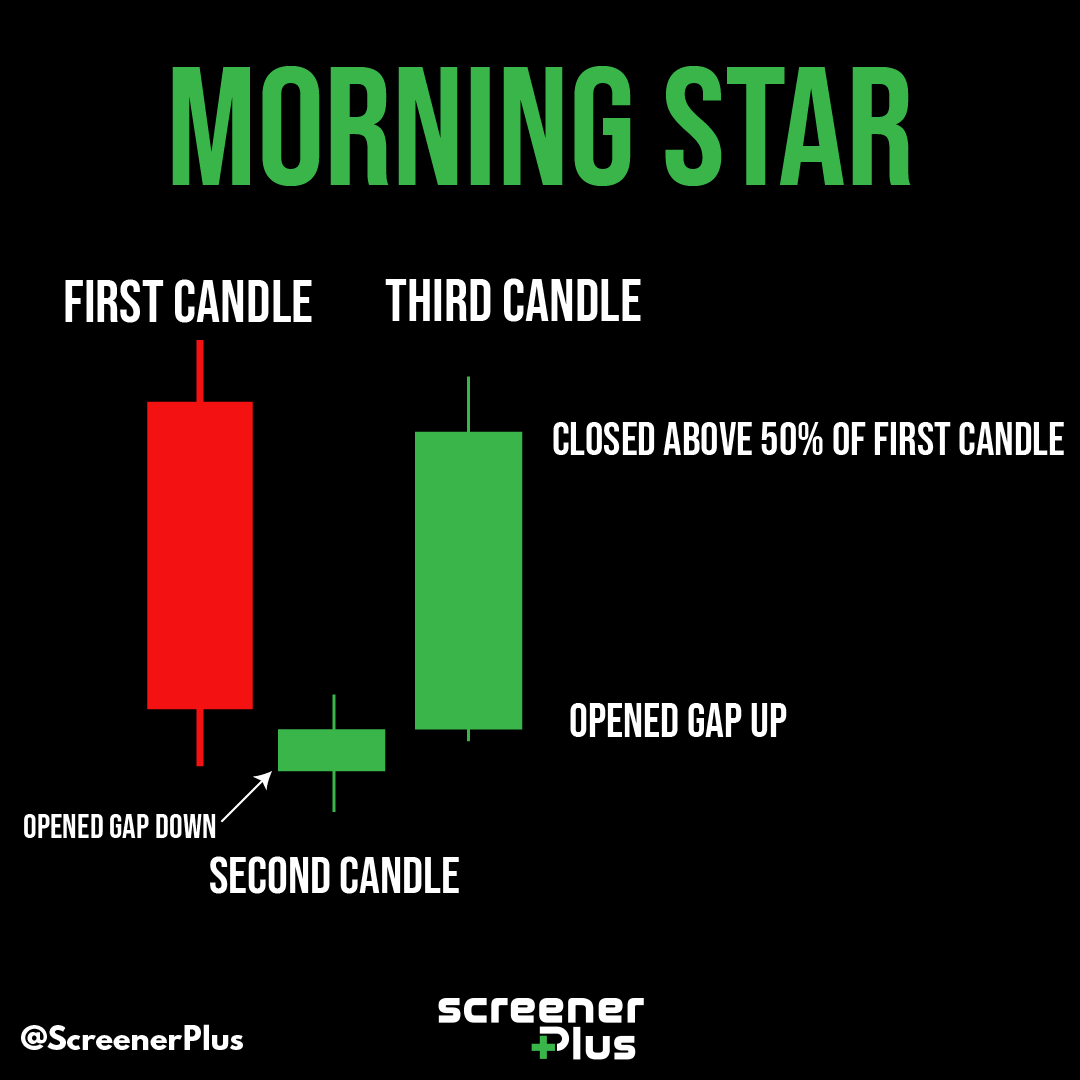 MORNING STAR
FIRST CANDLE
THIRD CANDLE
CLOSED ABOVE 50% OF FIRST CANDLE
OPENED GAP UP
OPENED GAP DOWN
SECOND CANDLE
@ScreenerPlus
screener
Plus